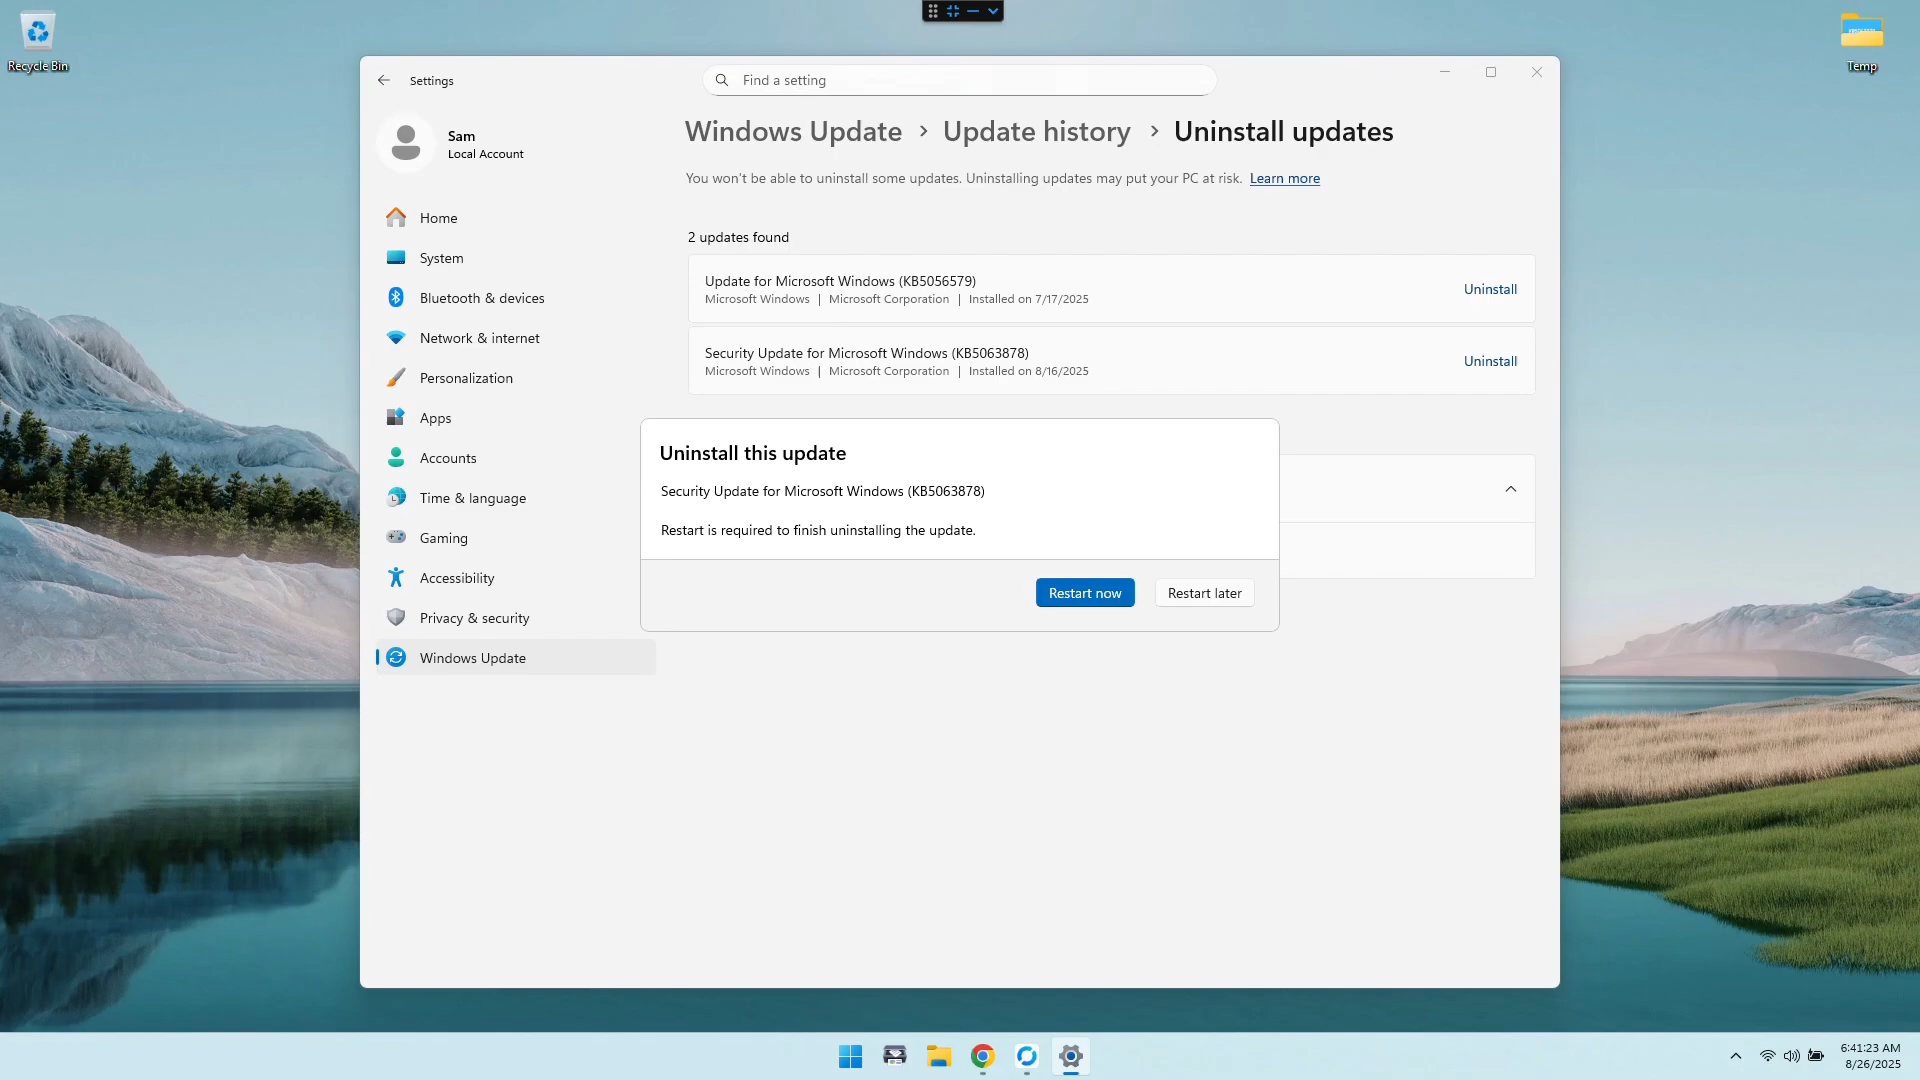 Recycle Bin
Temp
Settings
Find a setting
Sam
Local Account
Home
System
Bluetooth & devices
Network & internet
Personalization
Apps
Accounts
Time & language
Gaming
Accessibility
Privacy & security
Windows Update
Windows Update > Update history > Uninstall updates
You won't be able to uninstall some updates. Uninstalling updates may put your PC at risk. Learn more
2 updates found
Update for Microsoft Windows (KB5056579)
Microsoft Windows | Microsoft Corporation | Installed on 7/17/2025
Uninstall
Security Update for Microsoft Windows (KB5063878)
Microsoft Windows | Microsoft Corporation | Installed on 8/16/2025
Uninstall
Uninstall this update
Security Update for Microsoft Windows (KB5063878)
Restart is required to finish uninstalling the update.
Restart now
Restart later
6:41:23 AM
8/26/2025